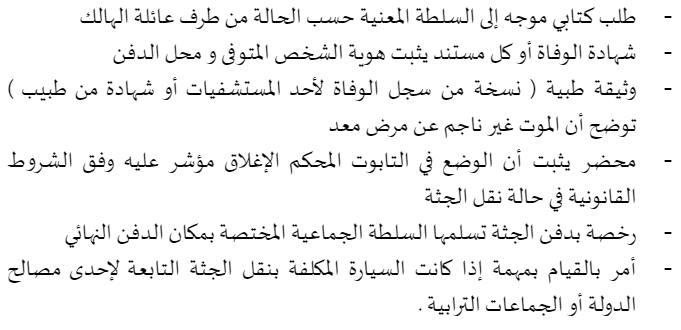 - طلب كتابي موجه إلى السلطة المعنية حسب الحالة من طرف عائلة الهالك
- شهادة الوفاة أو كل مستند يثبت هوية الشخص المتوفى و محل الدفن
- وثيقة طبية ( نسخة من سجل الوفاة لأحد المستشفيات أو شهادة من طبيب )
توضح أن الموت غير ناجم عن مرض معد
- محضر يثبت أن الوضع في التابوت المحكم الإغلاق مؤشر عليه وفق الشروط
القانونية في حالة نقل الجثة
- رخصة بدفن الجثة تسلمها السلطة الجماعية المختصة بمكان الدفن النهائي
- أمر بالقيام بمهمة إذا كانت السيارة المكلفة بنقل الجثة التابعة لإحدى مصالح
الدولة أو الجماعات الترابية .